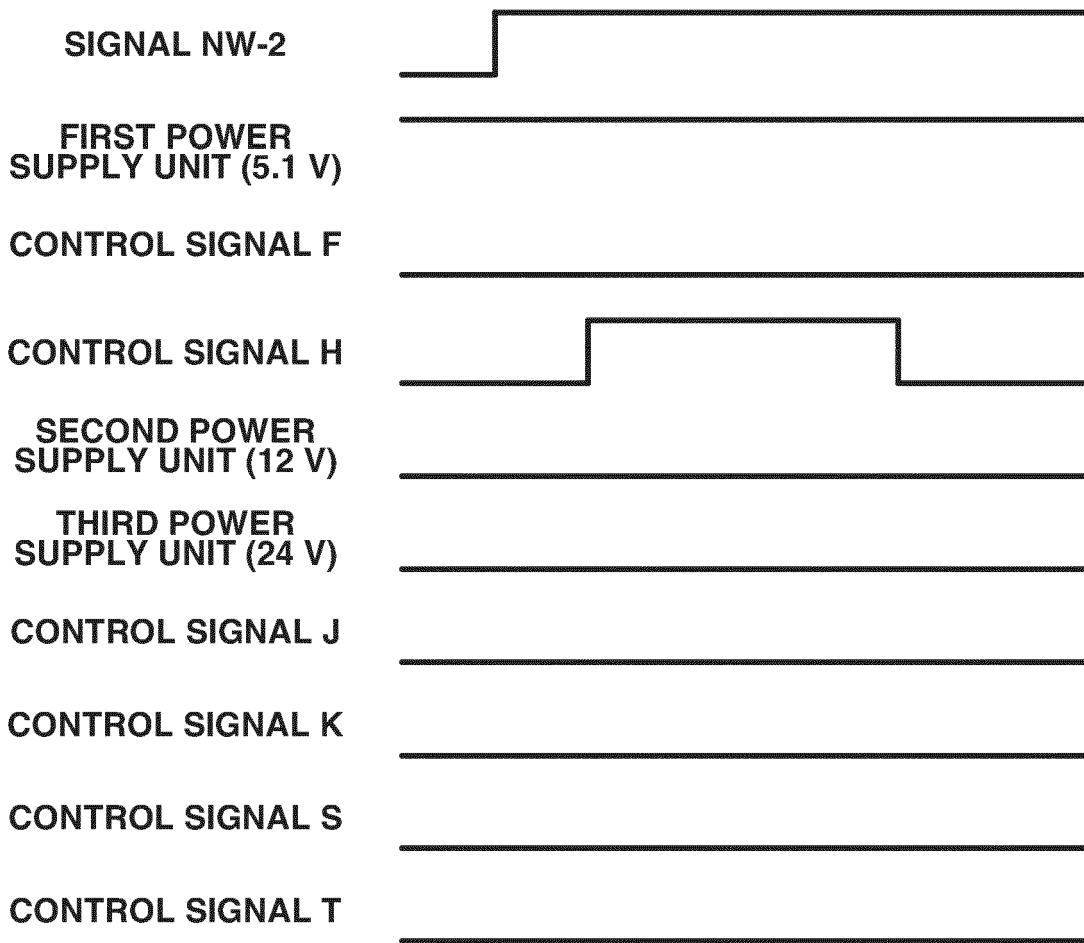 SIGNAL NW-2
FIRST POWER
SUPPLY UNIT (5.1 V)
CONTROL SIGNAL F
CONTROL SIGNAL H
SECOND POWER
SUPPLY UNIT (12 V)
THIRD POWER
SUPPLY UNIT (24 V)
CONTROL SIGNAL J
CONTROL SIGNAL K
CONTROL SIGNAL S
CONTROL SIGNAL T